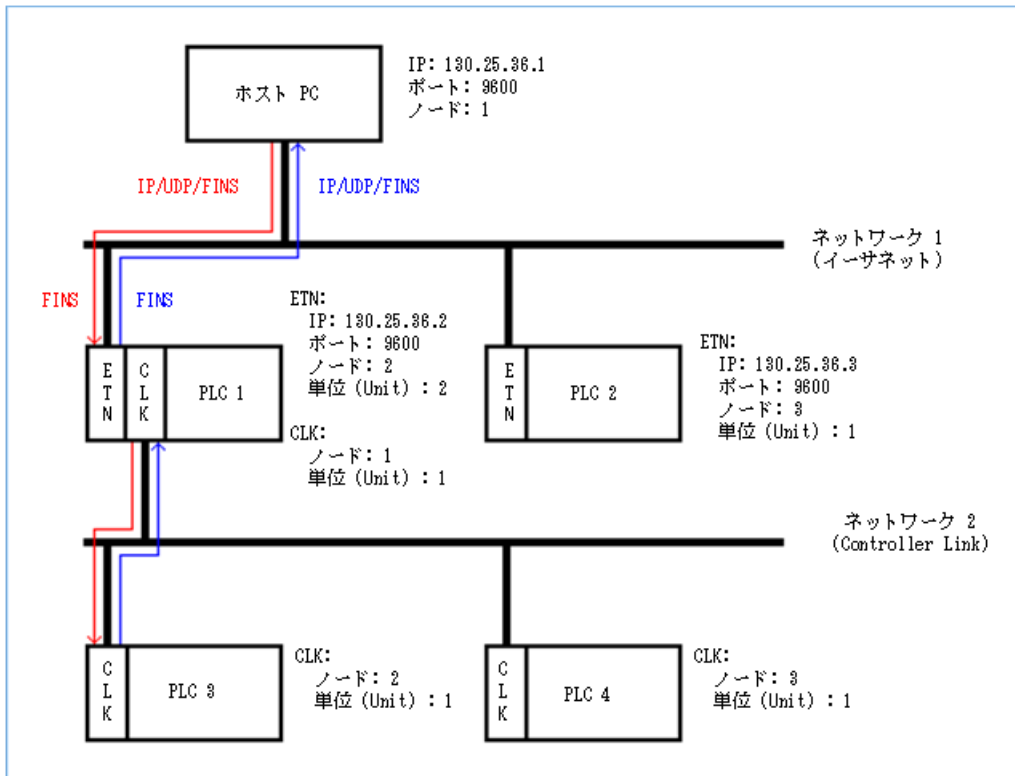 ホスト PC
IP: 130.25.36.1
ポート: 9600
ノード: 1
IP/UDP/FINS
IP/UDP/FINS
ネットワーク 1
(イーサネット)
FINS
FINS
ETN:
IP: 130.25.36.2
ポート: 9600
ノード: 2
単位 (Unit) : 2
ETN
CLK
PLC 1
CLK:
ノード: 1
単位 (Unit) : 1
ETN
PLC 2
ETN:
IP: 130.25.36.3
ポート: 9600
ノード: 3
単位 (Unit) : 1
ネットワーク 2
(Controller Link)
CLK
PLC 3
CLK:
ノード: 2
単位 (Unit) : 1
CLK
PLC 4
CLK:
ノード: 3
単位 (Unit) : 1